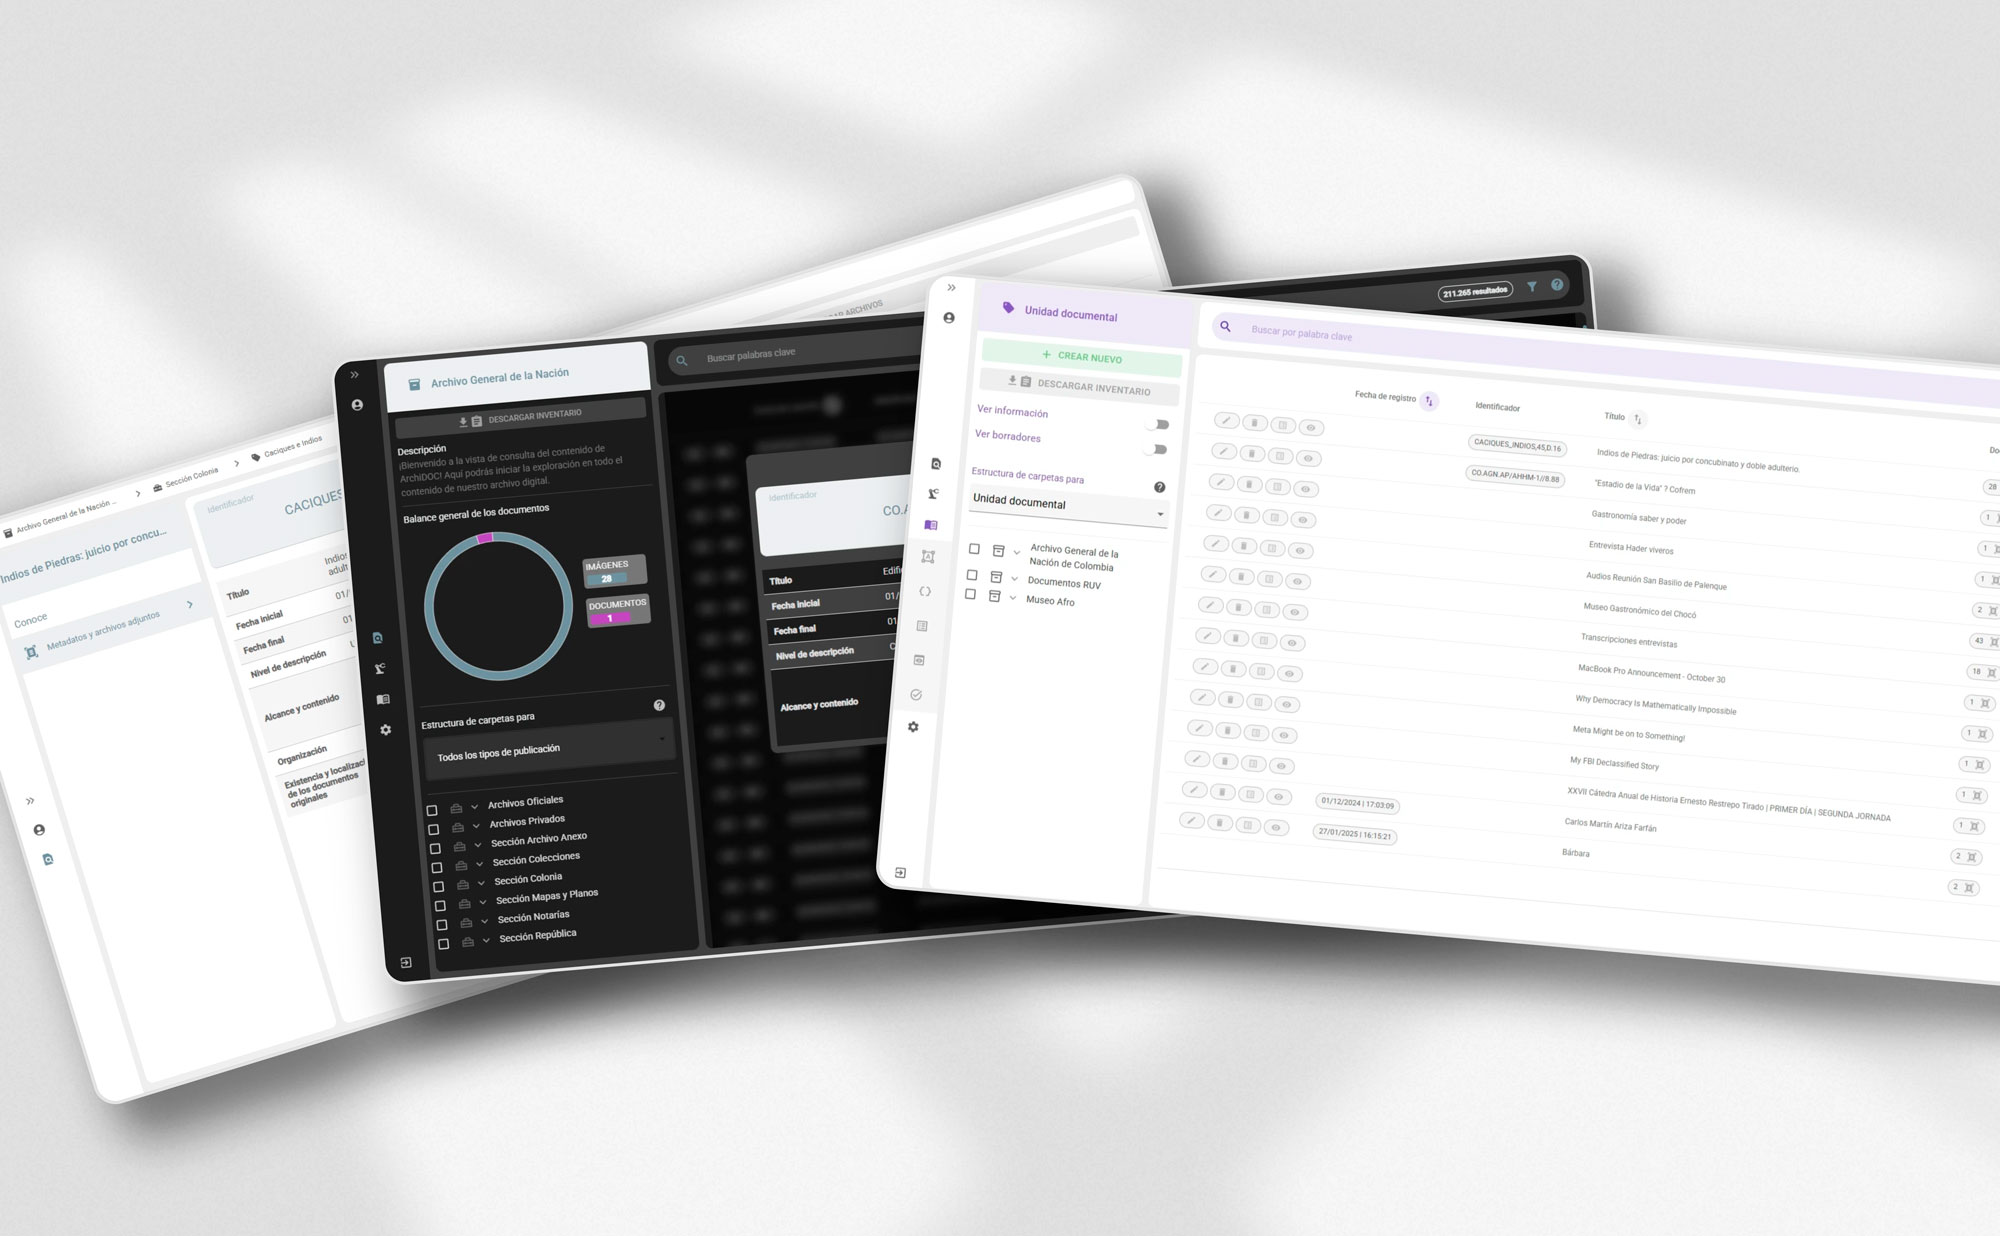 Archivo General de la Nación ...
Sección Colonia
Caciques e Indios
Indios de Piedras: juicio por concu...
Conoce
Metadatos y archivos adjuntos
Identificador
CACIQUES
Título
Fecha inicial
01/
Fecha final
01
Nivel de descripción
Alcance y contenido
Organización
Existencia y localizaci
de los documentos
originales
AR ARCHIVOS
Archivo General de la Nación
DESCARGAR INVENTARIO
Descripción
¡Bienvenido a la vista de consulta del contenido de
ArchiDOC! Aquí podrás iniciar la exploración en todo el
contenido de nuestro archivo digital.
Balance general de los documentos
IMÁGENES
28
DOCUMENTOS
1
Estructura de carpetas para
Todos los tipos de publicación
Archivos Oficiales
Archivos Privados
Sección Archivo Anexo
Sección Colecciones
Sección Colonia
Sección Mapas y Planos
Sección Notarías
Sección República
Buscar palabras clave
211.265 resultados
Identificador
CO.A
Título
Edifi
Fecha Inicial
01/
Fecha final
01
Nivel de descripción
Alcance y contenido
Unidad documental
CREAR NUEVO
DESCARGAR INVENTARIO
Ver información
Ver borradores
Estructura de carpetas para
Unidad documental
Archivo General de la
Nación de Colombia
Documentos RUV
Museo Afro
Buscar por palabra clave
Fecha de registro Identificador Título Do
CACIQUES_INDIOS,45,D.16 Indios de Piedras: juicio por concubinato y doble adulterio. 28
CO.AGN.AP/AHHM-1//8.88 "Estadio de la Vida" ? Cofrem 1
Gastronomía saber y poder 1
Entrevista Hader viveros 1
Audios Reunión San Basilio de Palenque 2
Museo Gastronómico del Chocó 43
Transcripciones entrevistas 18
MacBook Pro Announcement - October 30 1
Why Democracy Is Mathematically Impossible 1
Meta Might be on to Something! 1
My FBI Declassified Story 1
XXVII Cátedra Anual de Historia Ernesto Restrepo Tirado | PRIMER DÍA | SEGUNDA JORNADA 1
01/12/2024 | 17:03:09 Carlos Martín Ariza Farfán 2
27/01/2025 | 16:15:21 Bárbara 2